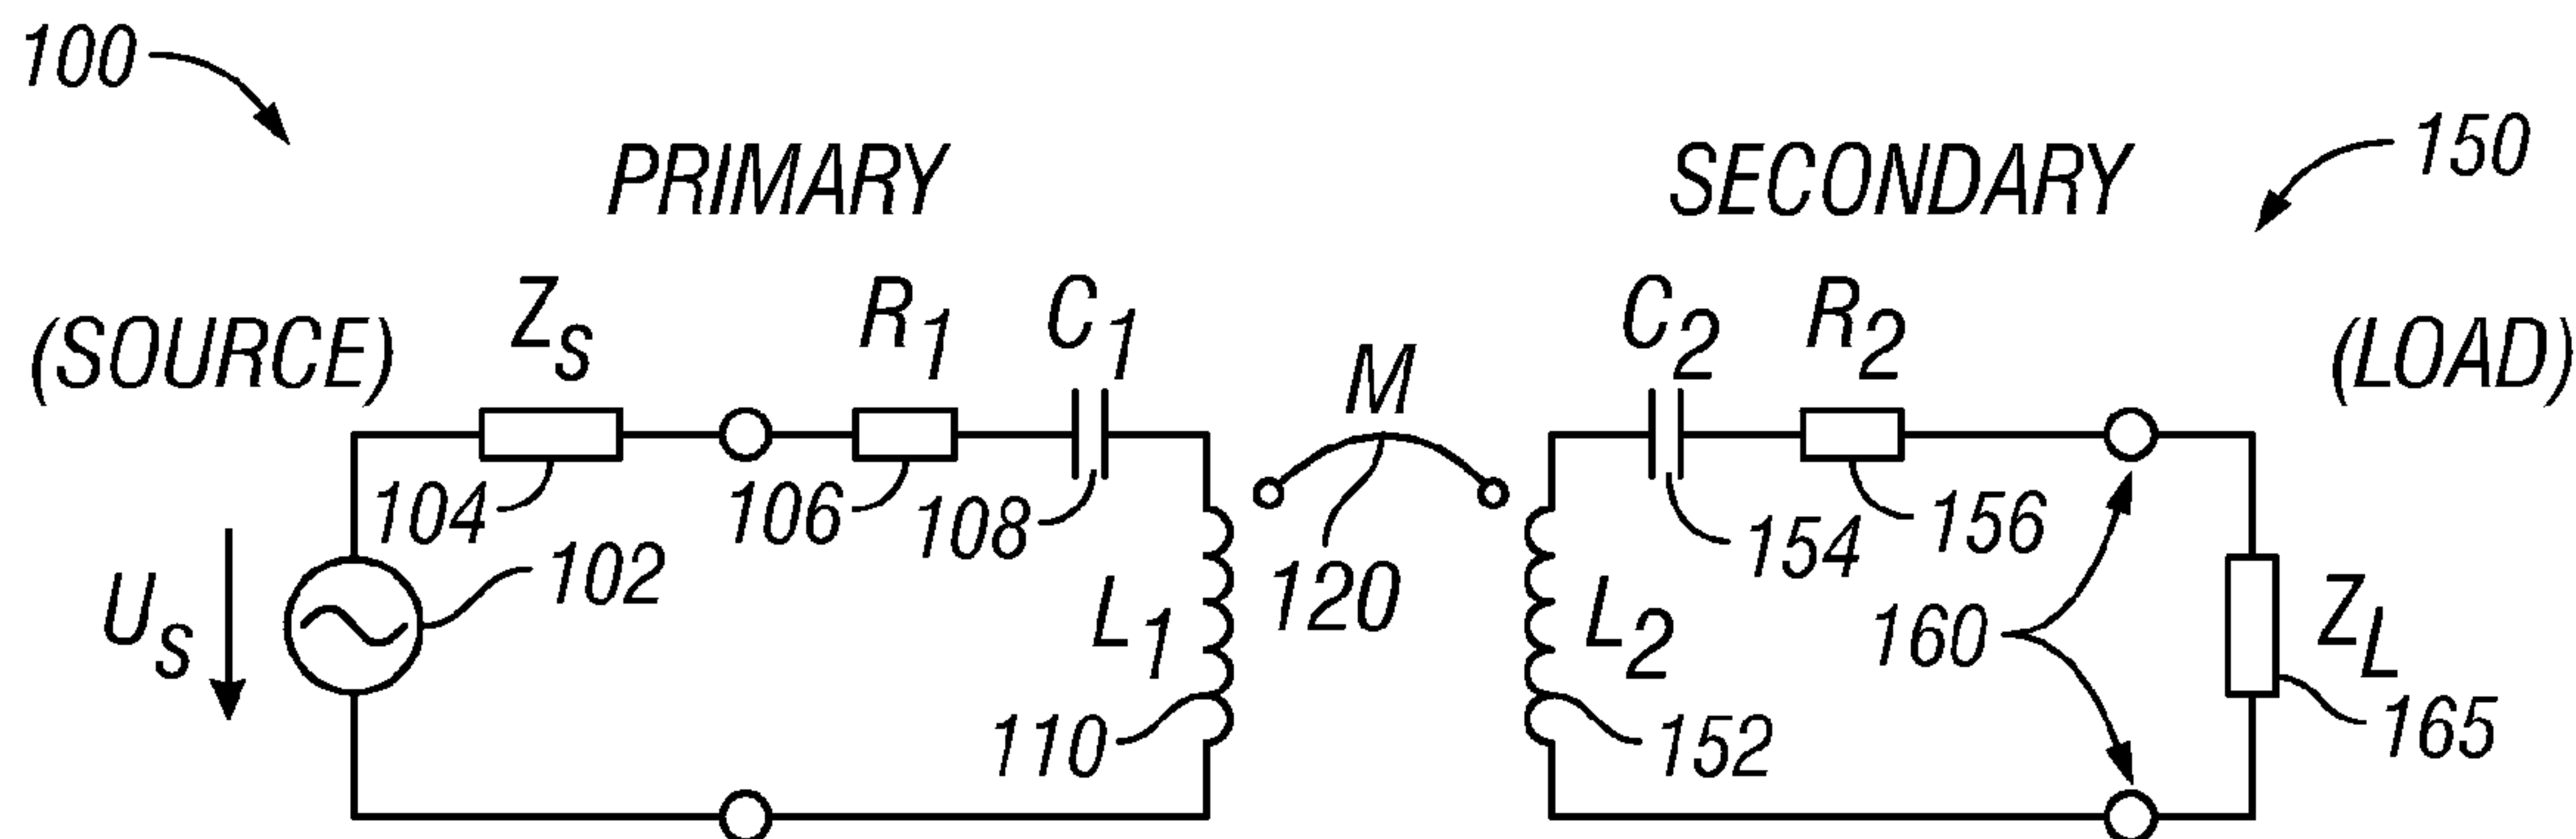 100
PRIMARY
SECONDARY
150
(SOURCE)
ZS
R1
C1
M
C2
R2
(LOAD)
104
106
108
154
156
US
102
L1
120
L2
160
ZL
110
152
165